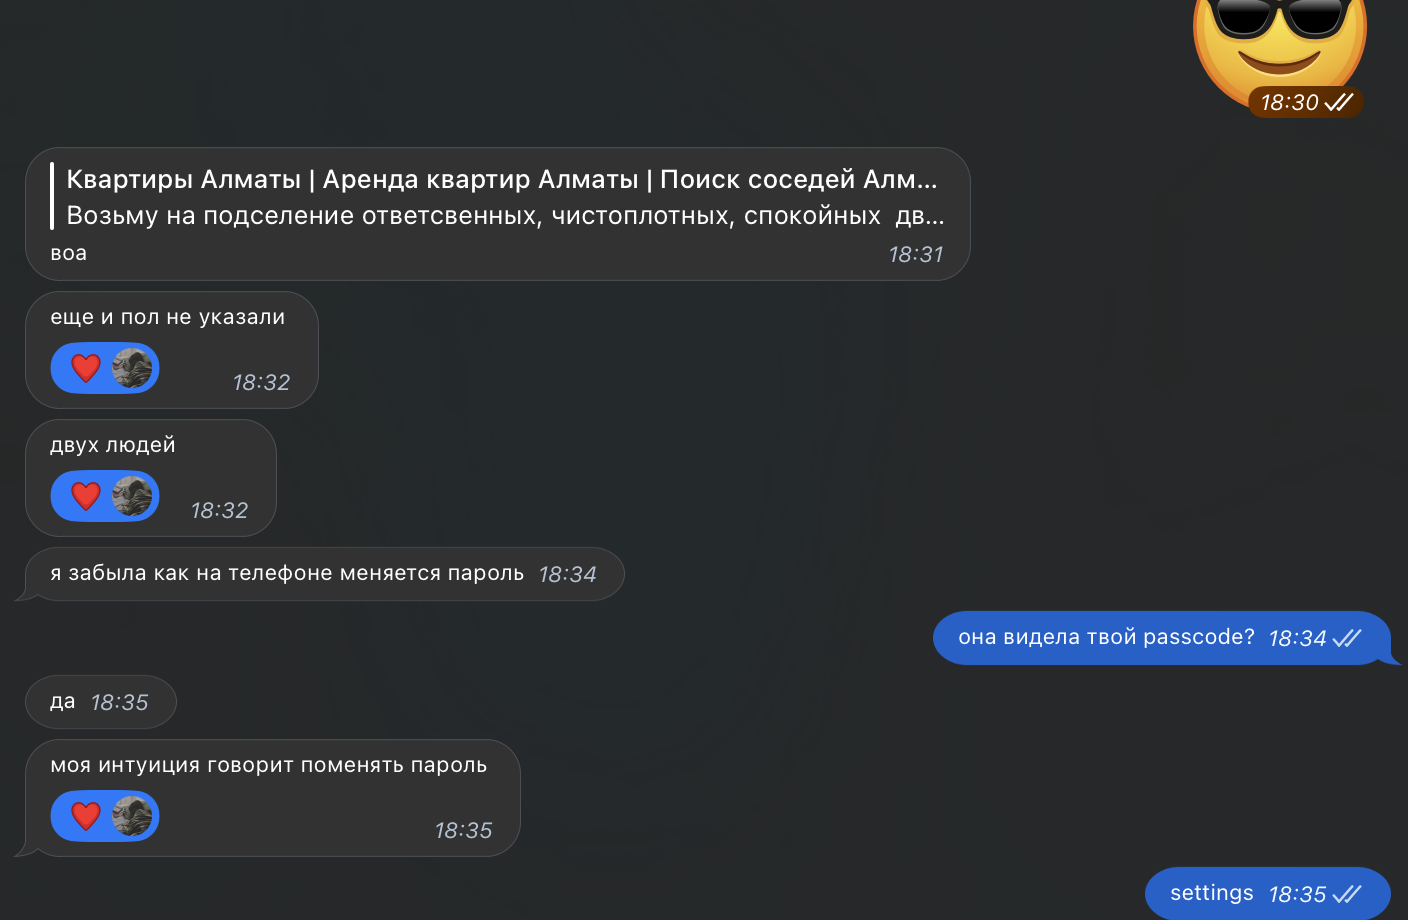 18:30
Квартиры Алматы | Аренда квартир Алматы | Поиск соседей Алм...
Возьму на подселение ответсвенных, чистоплотных, спокойных дв...
воа 18:31
еще и пол не указали
18:32
двух людей
18:32
я забыла как на телефоне меняется пароль 18:34
она видела твой passcode? 18:34
да 18:35
моя интуиция говорит поменять пароль
18:35
settings 18:35